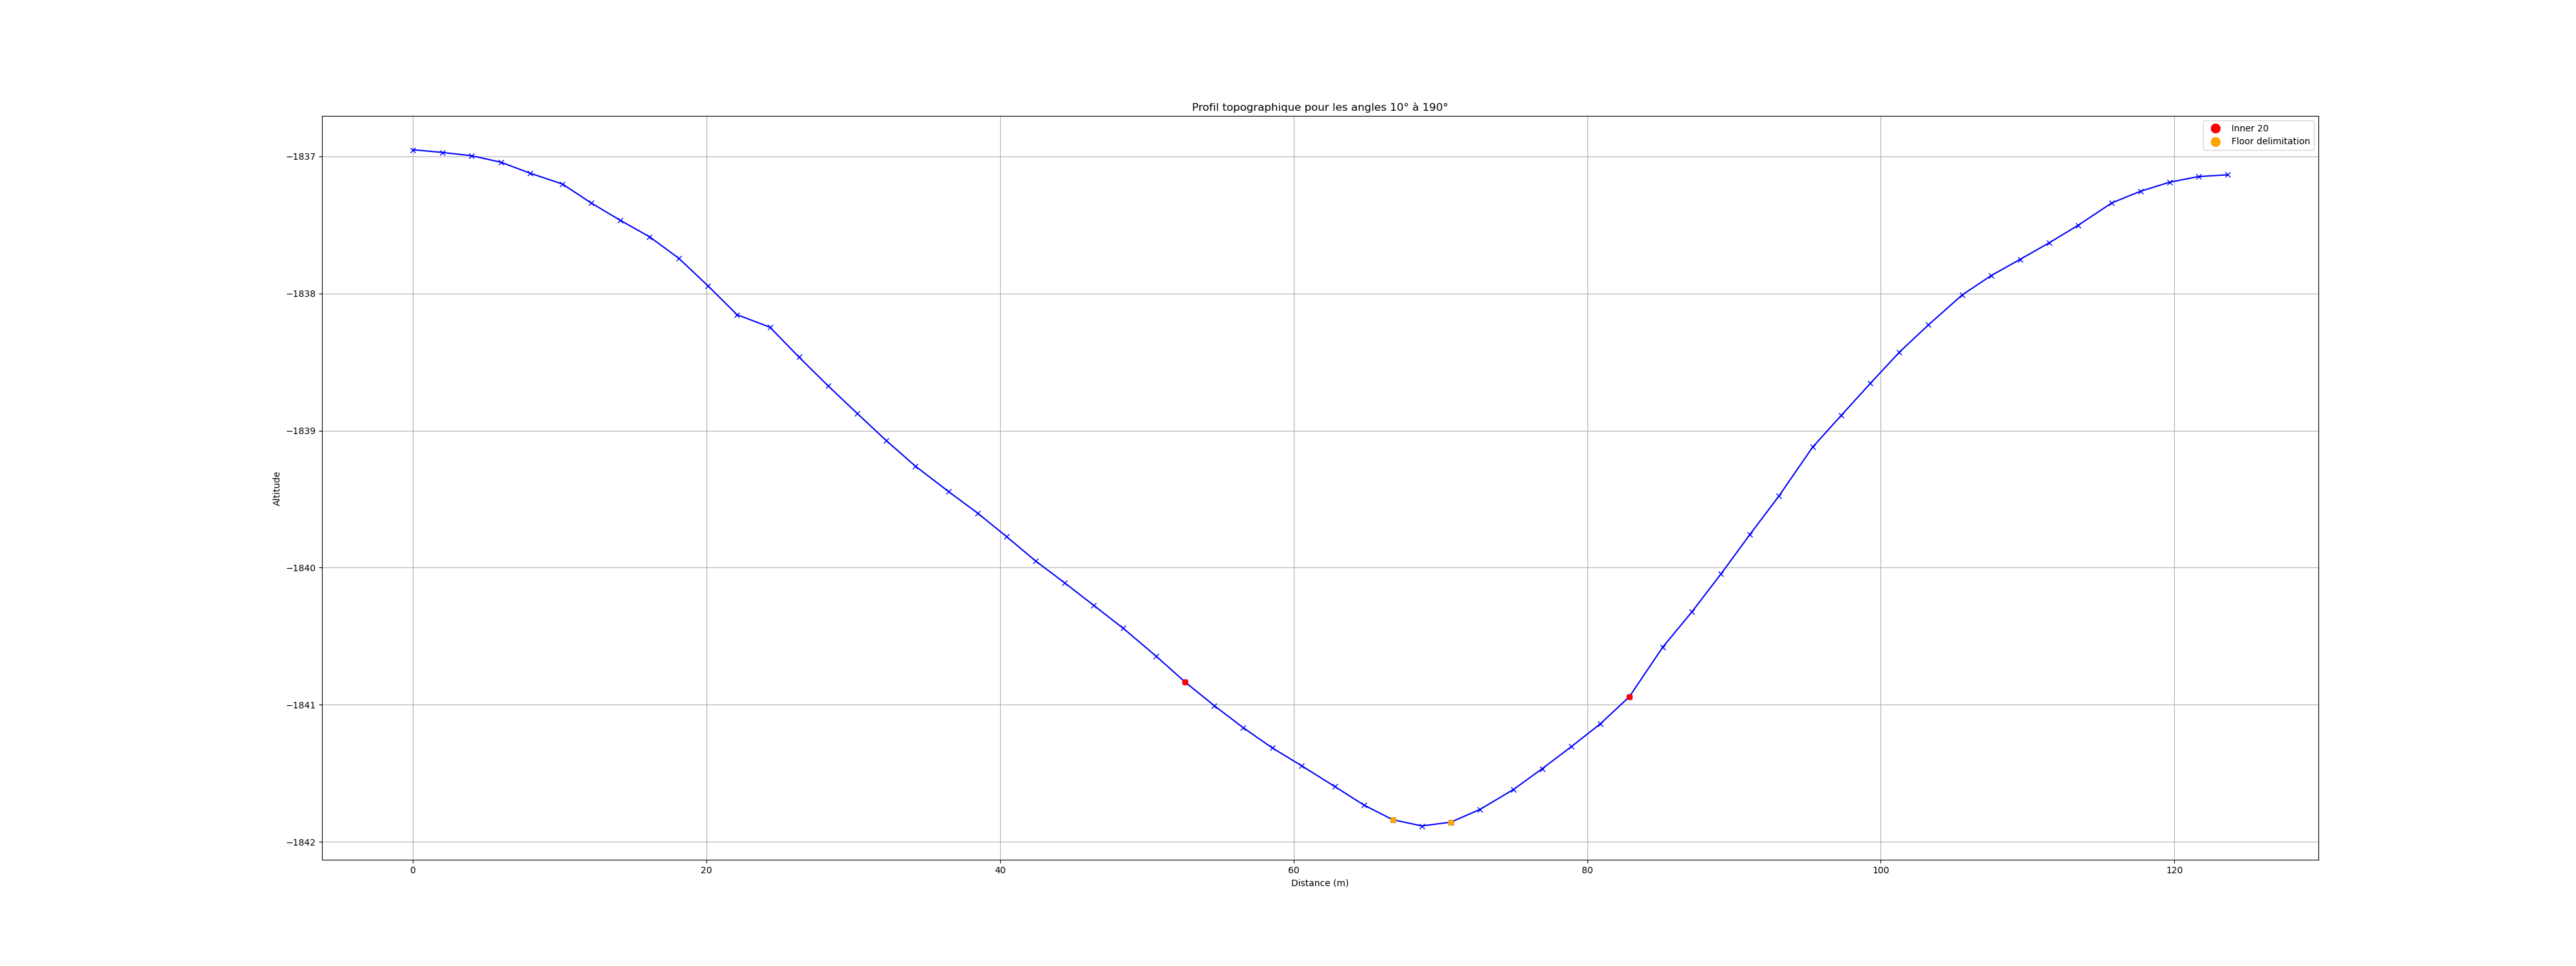 Profil topographique pour les angles 10° à 190°
Inner 20
Floor delimitation
−1837
−1838
−1839
−1840
−1841
−1842
Altitude
0 20 40 60 80 100 120
Distance (m)